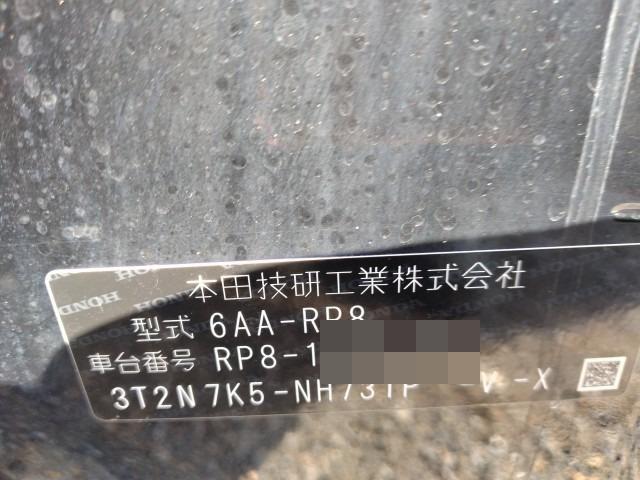 本田技研工業株式会社
型式 6AA-RP8
車台番号 RP8-1
3T2N7K5-NH731P -V -X